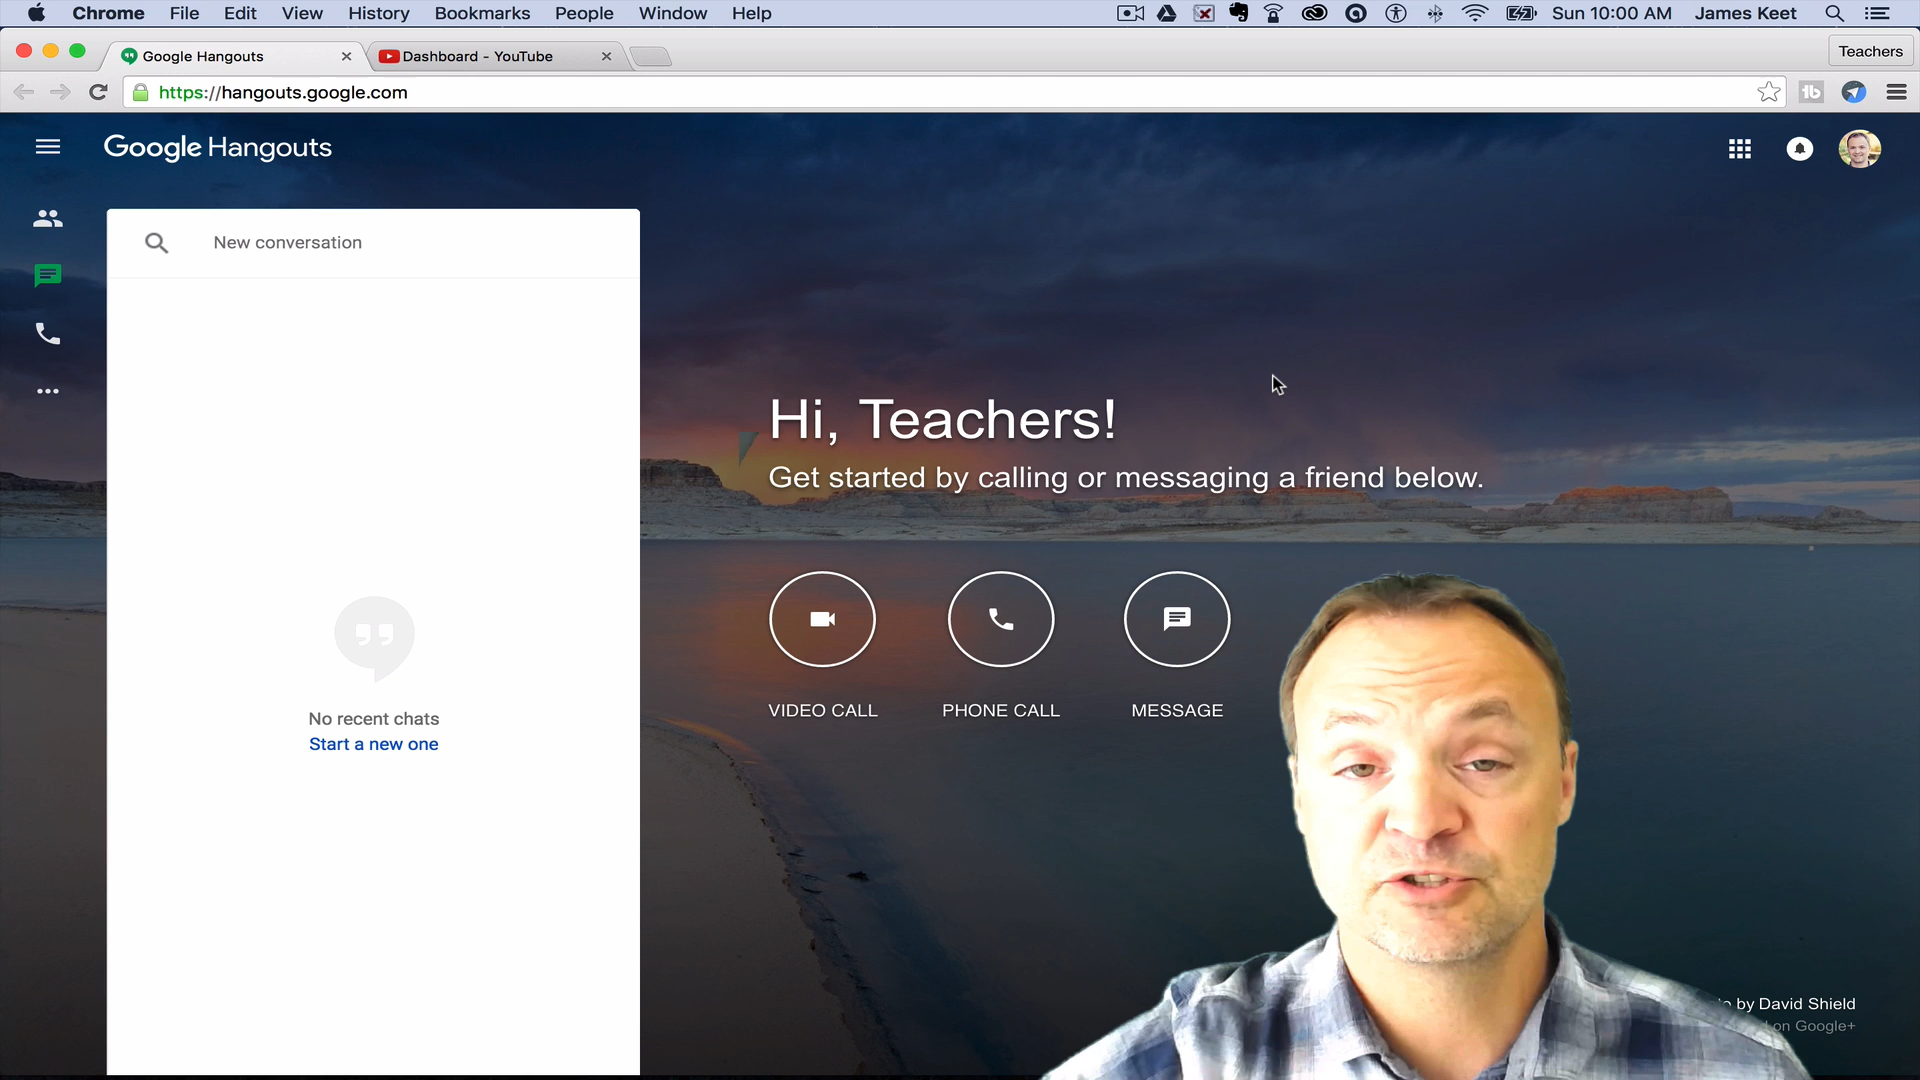 Chrome File Edit View History Bookmarks People Window Help Sun 10:00 AM James Keet
Google Hangouts Dashboard - YouTube Teachers
https://hangouts.google.com
Google Hangouts
New conversation
Hi, Teachers!
Get started by calling or messaging a friend below.
VIDEO CALL PHONE CALL MESSAGE
No recent chats
Start a new one
by David Shield
on Google+